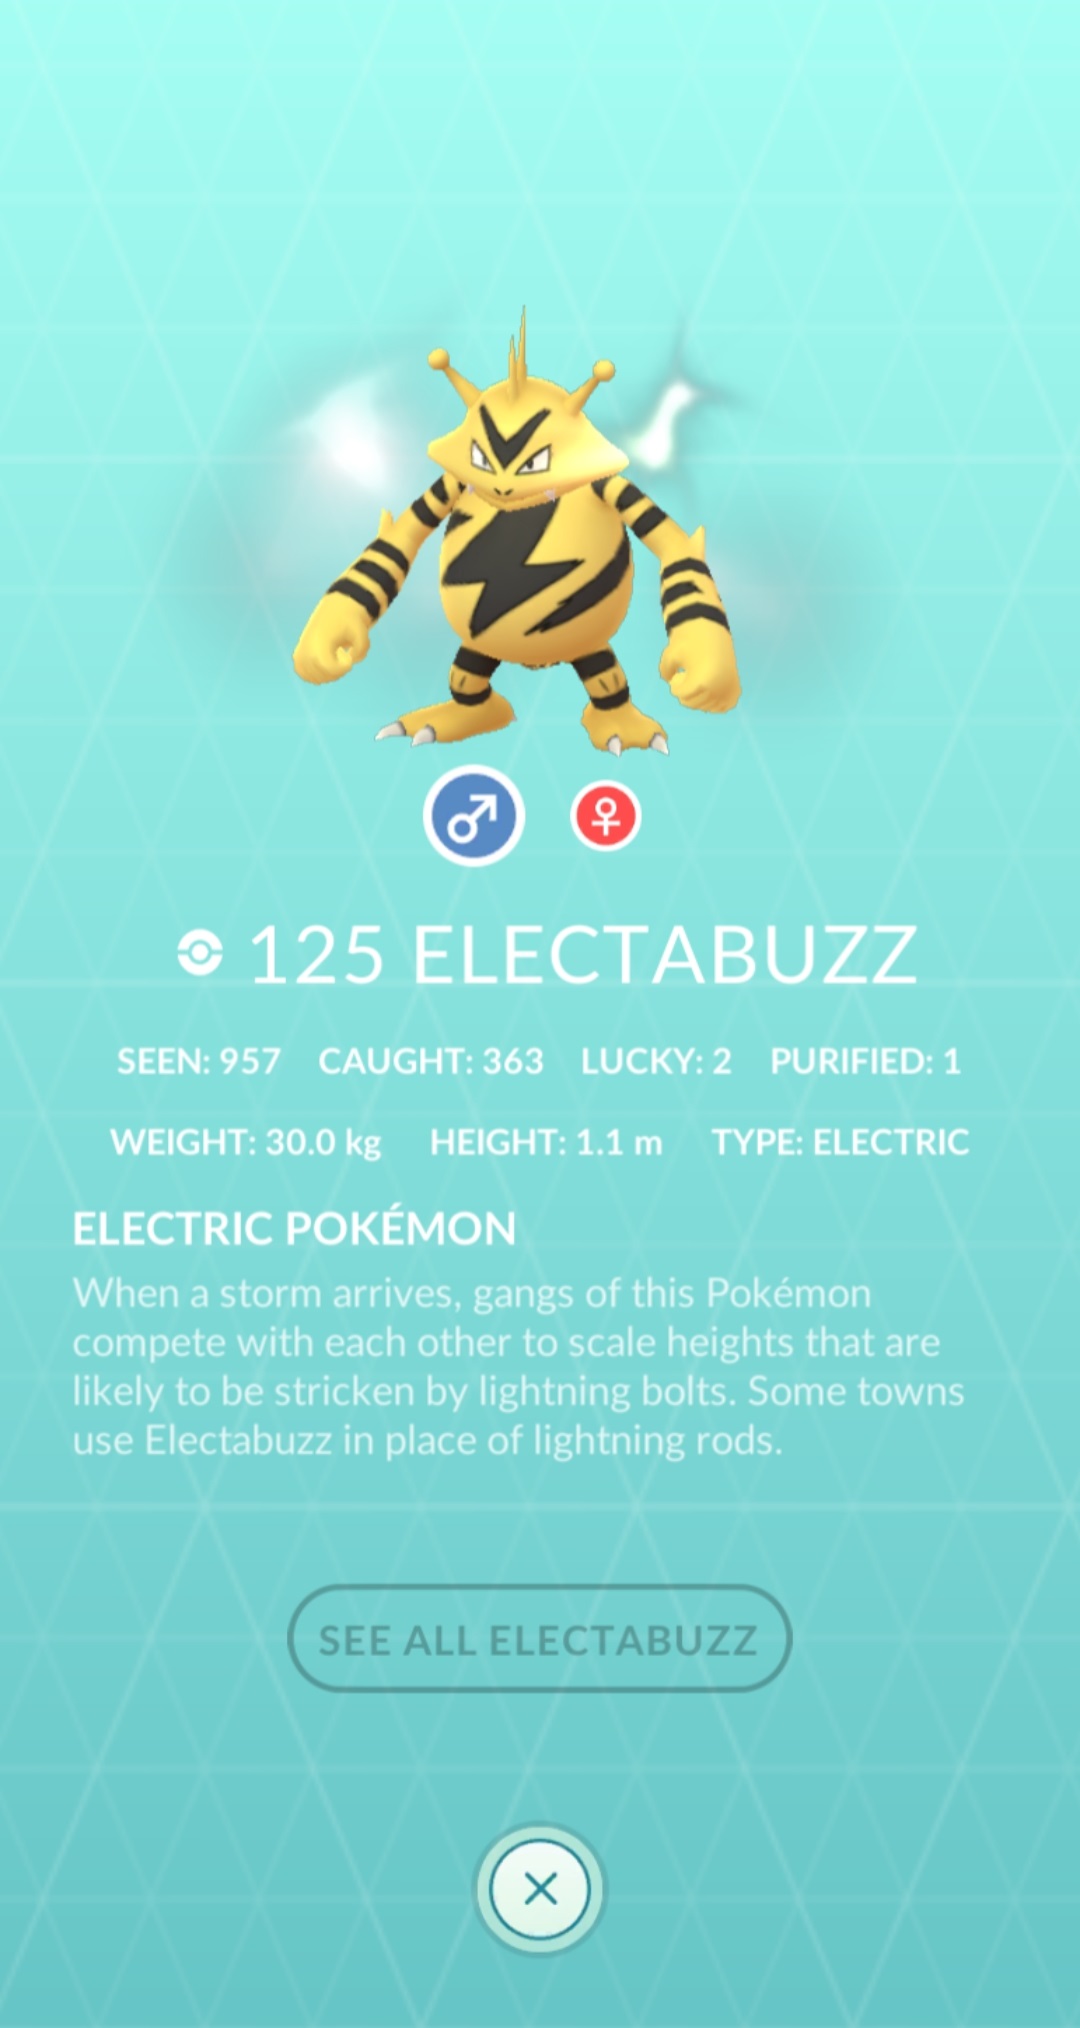 125 ELECTABUZZ
SEEN: 957 CAUGHT: 363 LUCKY: 2 PURIFIED: 1
WEIGHT: 30.0 kg HEIGHT: 1.1 m TYPE: ELECTRIC
ELECTRIC POKÉMON
When a storm arrives, gangs of this Pokémon
compete with each other to scale heights that are
likely to be stricken by lightning bolts. Some towns
use Electabuzz in place of lightning rods.
SEE ALL ELECTABUZZ